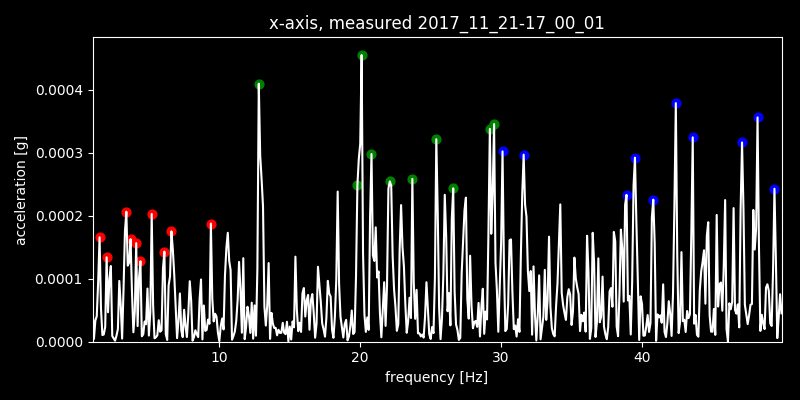 x-axis, measured 2017_11_21-17_00_01
acceleration [g]
0.0004
0.0003
0.0002
0.0001
0.0000
10 20 30 40
frequency [Hz]